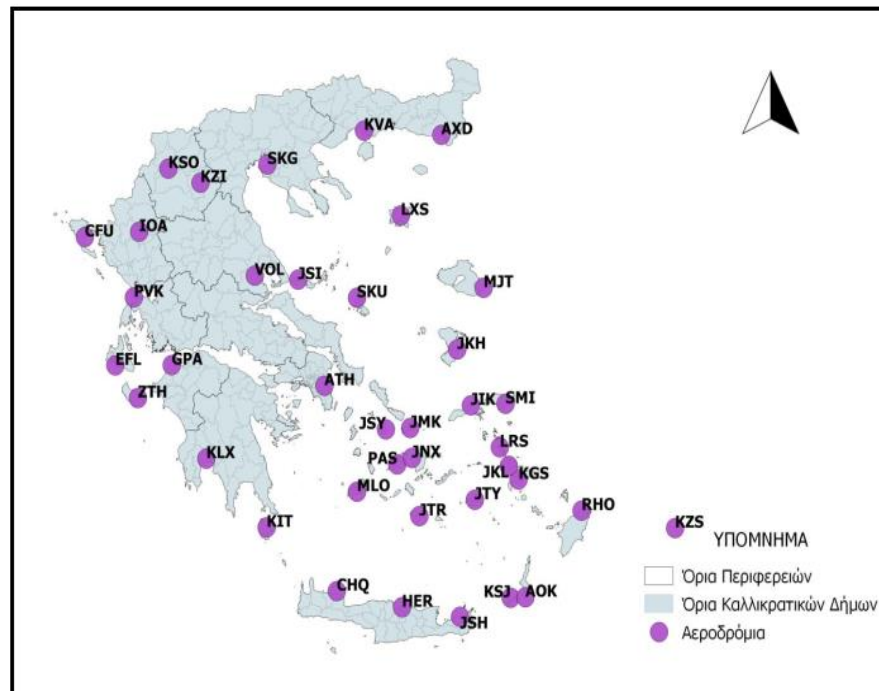 KVA
AXD
KSO
SKG
KZI
LXS
CFU
IOA
VOL
JSI
SKU
MJT
PVK
JKH
EFL
GPA
ATH
ZTH
JIK
SMI
JSY
JMK
LRS
KLX
PAS
JNX
JKL
KGS
MLO
JTY
JTR
RHO
KIT
KZS
ΥΠΟΜΝΗΜΑ
Όρια Περιφερειών
Όρια Καλλικρατικών Δήμων
Αεροδρόμια
CHQ
HER
KSJ
AOK
JSH